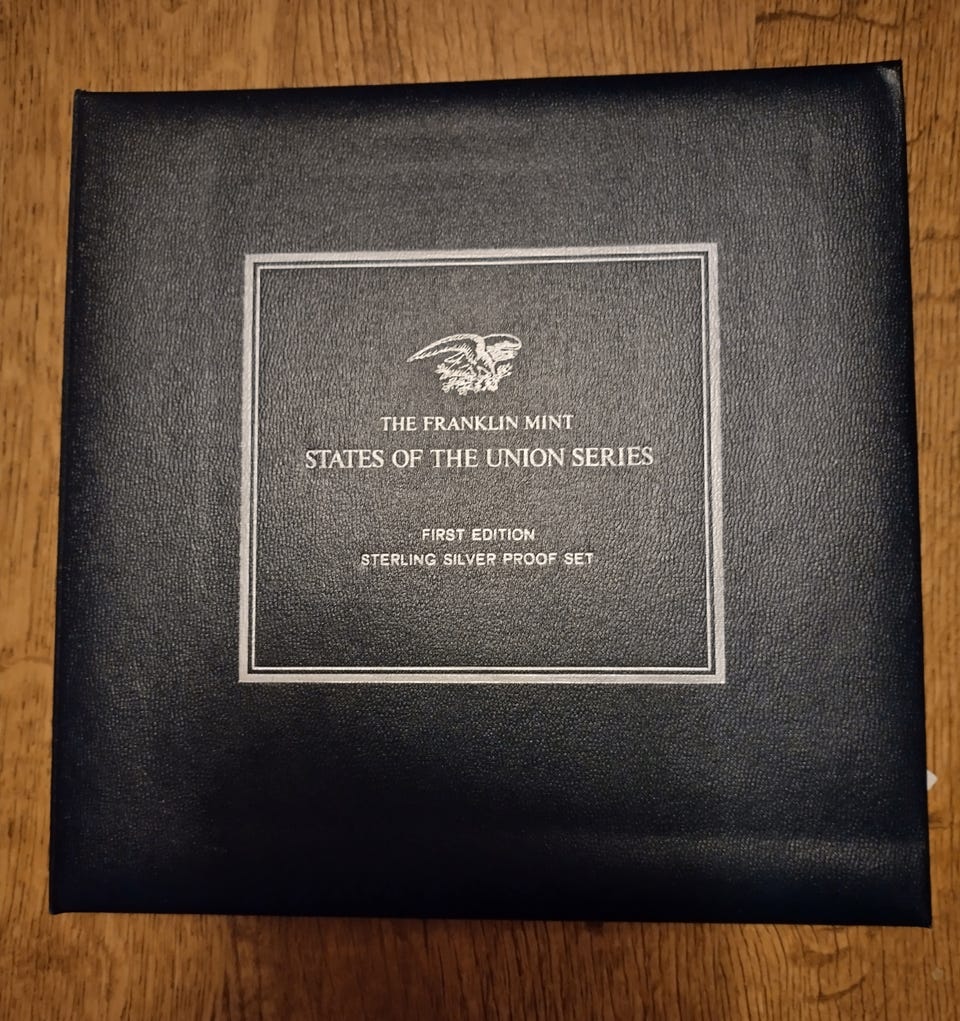 THE FRANKLIN MINT
STATES OF THE UNION SERIES
FIRST EDITION
STERLING SILVER PROOF SET